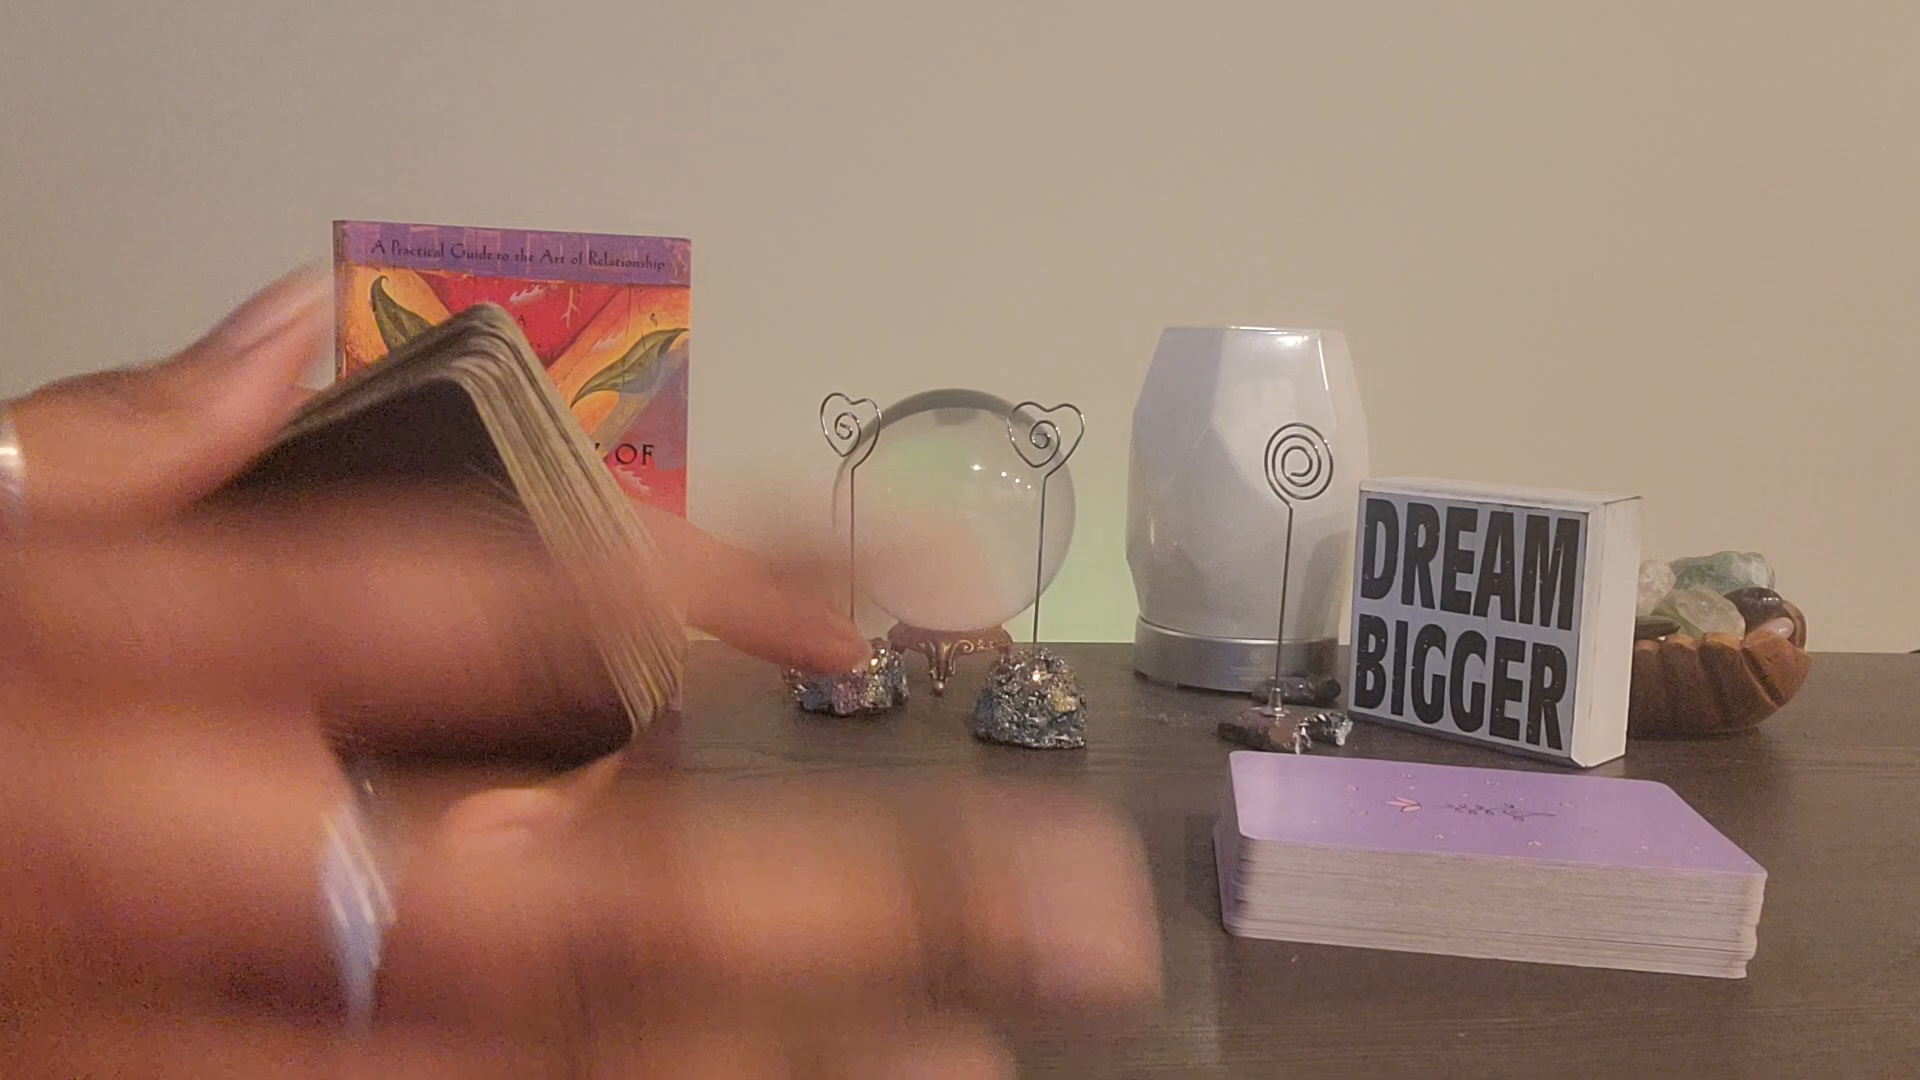 A Practical Guide to the Art of Relationship
OF
DREAM
BIGGER